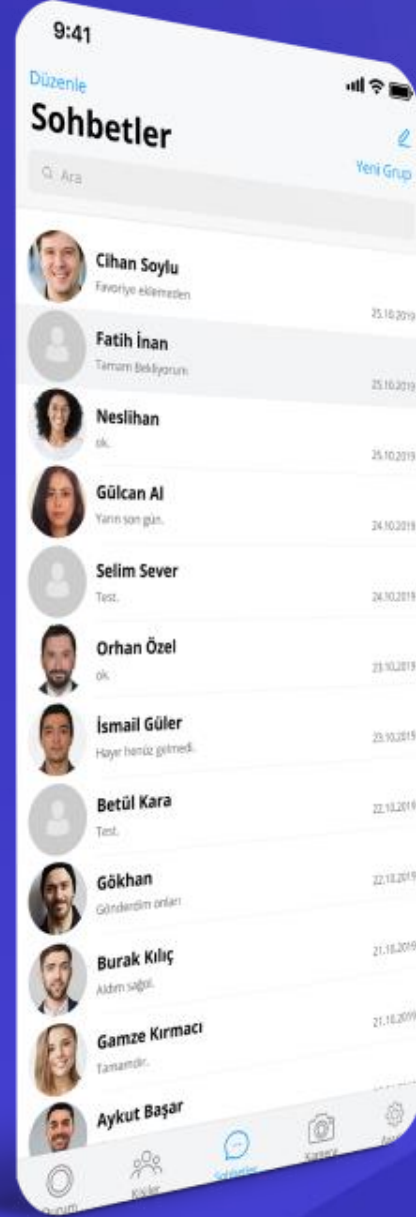 9:41
Düzenle
Sohbetler
Yeni Grup
Ara
Cihan Soylu
Favoriye eklemeden
25.10.2019
Fatih İnan
Tamam Bekliyorum
25.10.2019
Neslihan
ok.
25.10.2019
Gülcan Al
Yarın son gün.
24.10.2019
Selim Sever
Test.
24.10.2019
Orhan Özel
ok.
23.10.2019
İsmail Güler
Hayır henüz gelmedi.
23.10.2019
Betül Kara
Test.
22.10.2019
Gökhan
Gönderdim onları
22.10.2019
Burak Kılıç
Aldım sağol.
21.10.2019
Gamze Kırmacı
Tamamdır.
21.10.2019
Aykut Başar
Durum
Kişiler
Sohbetler
Kamera